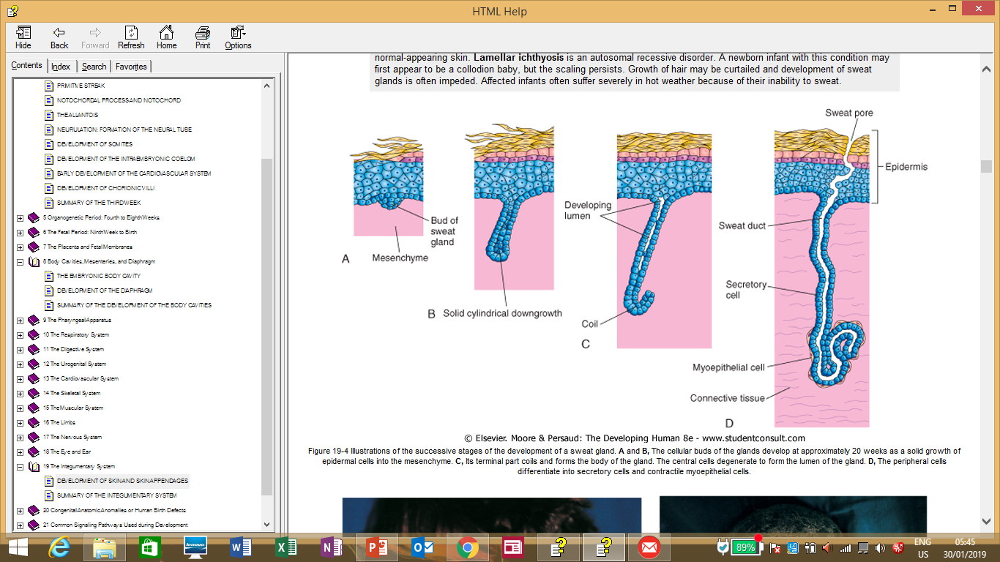 HTML Help
Hide
Back
Forward
Refresh
Home
Print
Options
Contents
Index
Search
Favorites
PRIMITIVE STREAK
NOTOCHORDAL PROCESS AND NOTOCHORD
THE ALLANTOIS
NEURULATION: FORMATION OF THE NEURAL TUBE
DEVELOPMENT OF SOMITES
DEVELOPMENT OF THE INTRAEMBRYONIC COELOM
EARLY DEVELOPMENT OF THE CARDIOVASCULAR SYSTEM
DEVELOPMENT OF CHORIONIC VILLI
SUMMARY OF THE THIRD WEEK
5 Organogenetic Period: Fourth to Eighth Weeks
6 The Fetal Period: Ninth Week to Birth
7 The Placenta and Fetal Membranes
8 Body Cavities, Mesenteries, and Diaphragm
THE EMBRYONIC BODY CAVITY
DEVELOPMENT OF THE DIAPHRAGM
SUMMARY OF THE DEVELOPMENT OF THE BODY CAVITIES
9 The Pharyngeal Apparatus
10 The Respiratory System
11 The Digestive System
12 The Urogenital System
13 The Cardiovascular System
14 The Skeletal System
15 The Muscular System
16 The Limbs
17 The Nervous System
18 The Eye and Ear
19 The Integumentary System
DEVELOPMENT OF SKIN AND SKIN APPENDAGES
SUMMARY OF THE INTEGUMENTARY SYSTEM
20 Congenital Anatomic Anomalies or Human Birth Defects
21 Common Signaling Pathways Used during Development
normal-appearing skin. Lamellar ichthyosis is an autosomal recessive disorder. A newborn infant with this condition may
first appear to be a collodion baby, but the scaling persists. Growth of hair may be curtailed and development of sweat
glands is often impeded. Affected infants often suffer severely in hot weather because of their inability to sweat.
Sweat pore
Epidermis
Developing
lumen
Bud of
sweat
gland
Sweat duct
A
Mesenchyme
Secretory
cell
B Solid cylindrical downgrowth
Coil
C
Myoepithelial cell
Connective tissue
D
© Elsevier. Moore & Persaud: The Developing Human 8e - www.studentconsult.com
Figure 19-4 Illustrations of the successive stages of the development of a sweat gland. A and B, The cellular buds of the glands develop at approximately 20 weeks as a solid growth of
epidermal cells into the mesenchyme. C, Its terminal part coils and forms the body of the gland. The central cells degenerate to form the lumen of the gland. D, The peripheral cells
differentiate into secretory cells and contractile myoepithelial cells.
lenovo
89%
ENG
US
05:45
30/01/2019